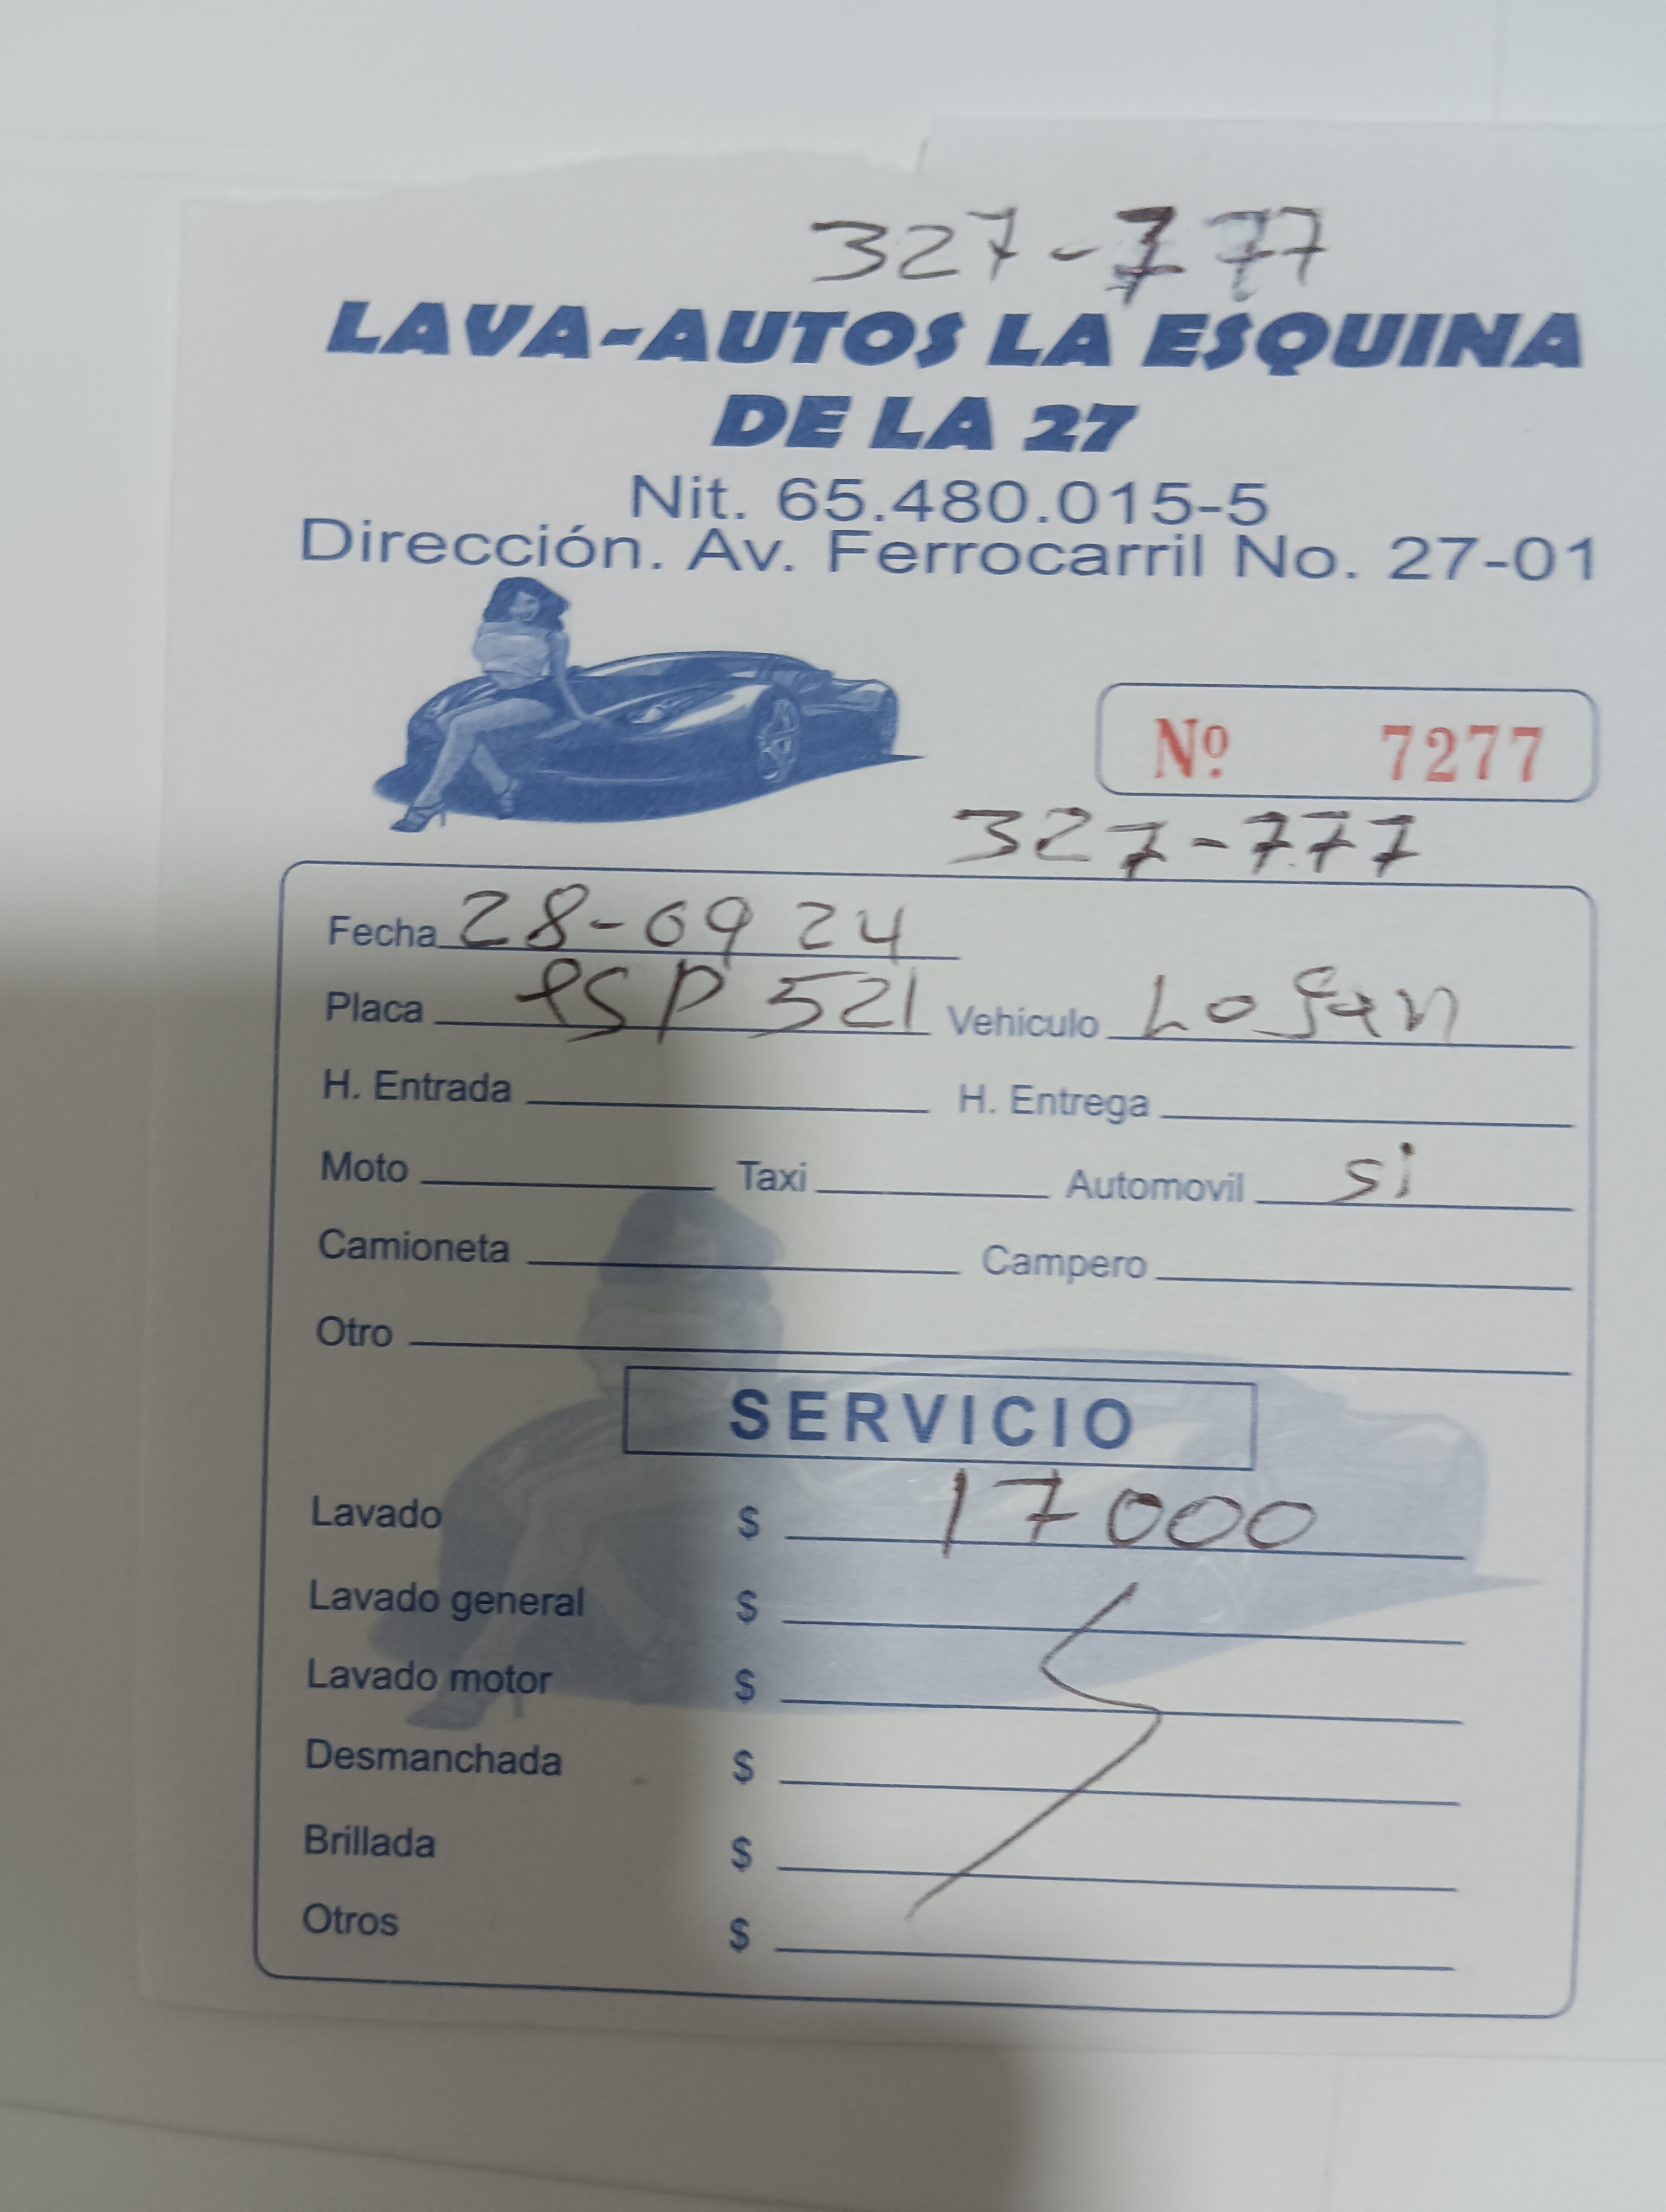 327-777
LAVA-AUTOS LA ESQUINA
DE LA 27
Nit. 65.480.015-5
Dirección. Av. Ferrocarril No. 27-01
Nº 7277
327-777
Fecha 28-09 24
Placa PSP 521 Vehiculo Logan
H. Entrada H. Entrega
Moto Taxi Automovil si
Camioneta Campero
Otro
SERVICIO
Lavado $ 17000
Lavado general $
Lavado motor $
Desmanchada $
Brillada $
Otros $